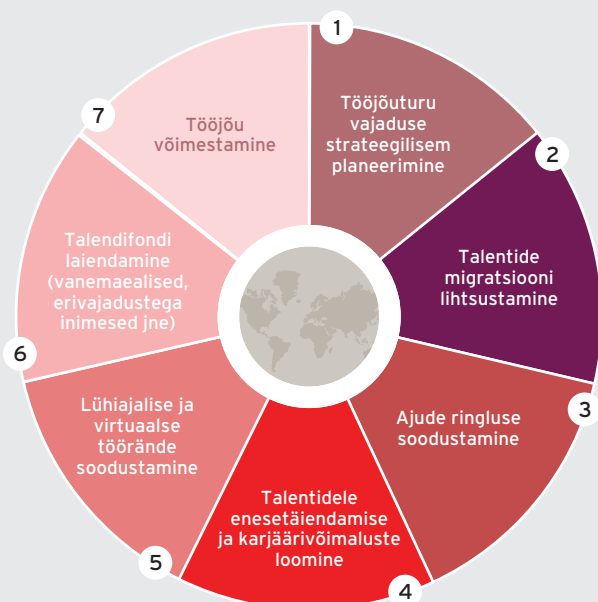 1
Tööjõuturu
vajaduse
strateegilisem
planeerimine
2
Talentide
migratsiooni
lihtsustamine
3
Ajude ringluse
soodustamine
4
Talentidele
enesetäiendamise
ja karjäärivõimaluste
loomine
5
Lühiajalise ja
virtuaalse
töörände
soodustamine
6
Talendifondi
laiendamine
(vanemaealised,
erivajadustega
inimesed jne)
7
Tööjõu
võimestamine